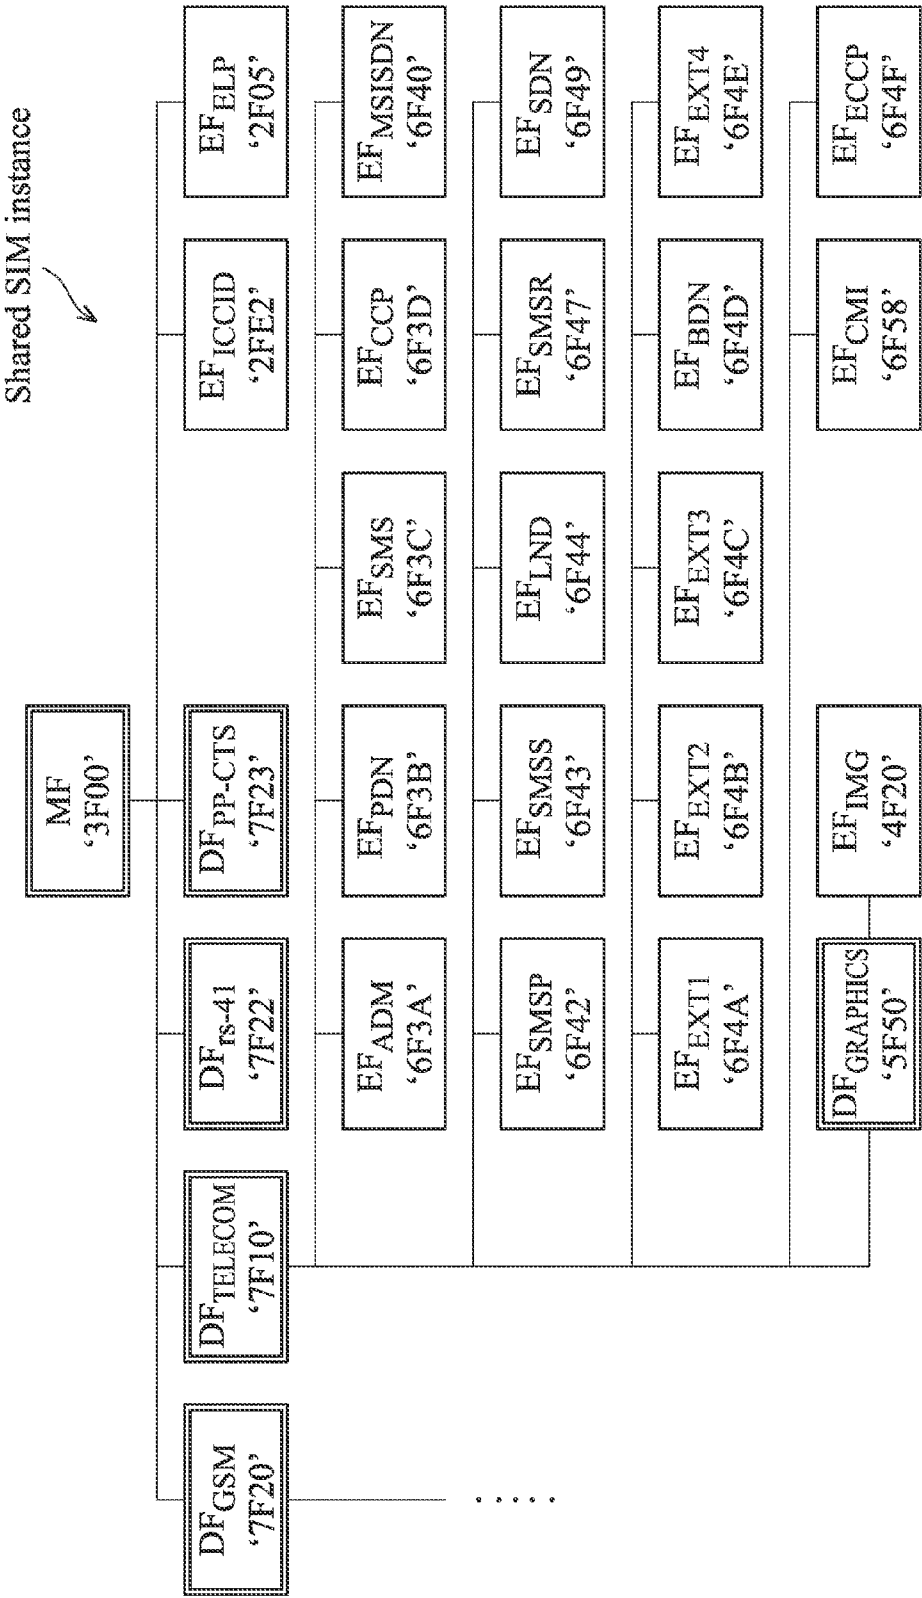 Shared SIM instance
MF
‘3F00’
DFGSM
‘7F20’
DFTELECOM
‘7F10’
DFrs-41
‘7F22’
DFPP-CTS
‘7F23’
EFICCID
‘2FE2’
EFELP
‘2F05’
EFADM
‘6F3A’
EFPDN
‘6F3B’
EFSMS
‘6F3C’
EFCCP
‘6F3D’
EFMSISDN
‘6F40’
EFSMSP
‘6F42’
EFSMSS
‘6F43’
EFLND
‘6F44’
EFSMSR
‘6F47’
EFSDN
‘6F49’
EFEXT1
‘6F4A’
EFEXT2
‘6F4B’
EFEXT3
‘6F4C’
EFBDN
‘6F4D’
EFEXT4
‘6F4E’
DFGRAPHICS
‘5F50’
EFIMG
‘4F20’
EFCMI
‘6F58’
EFECCP
‘6F4F’